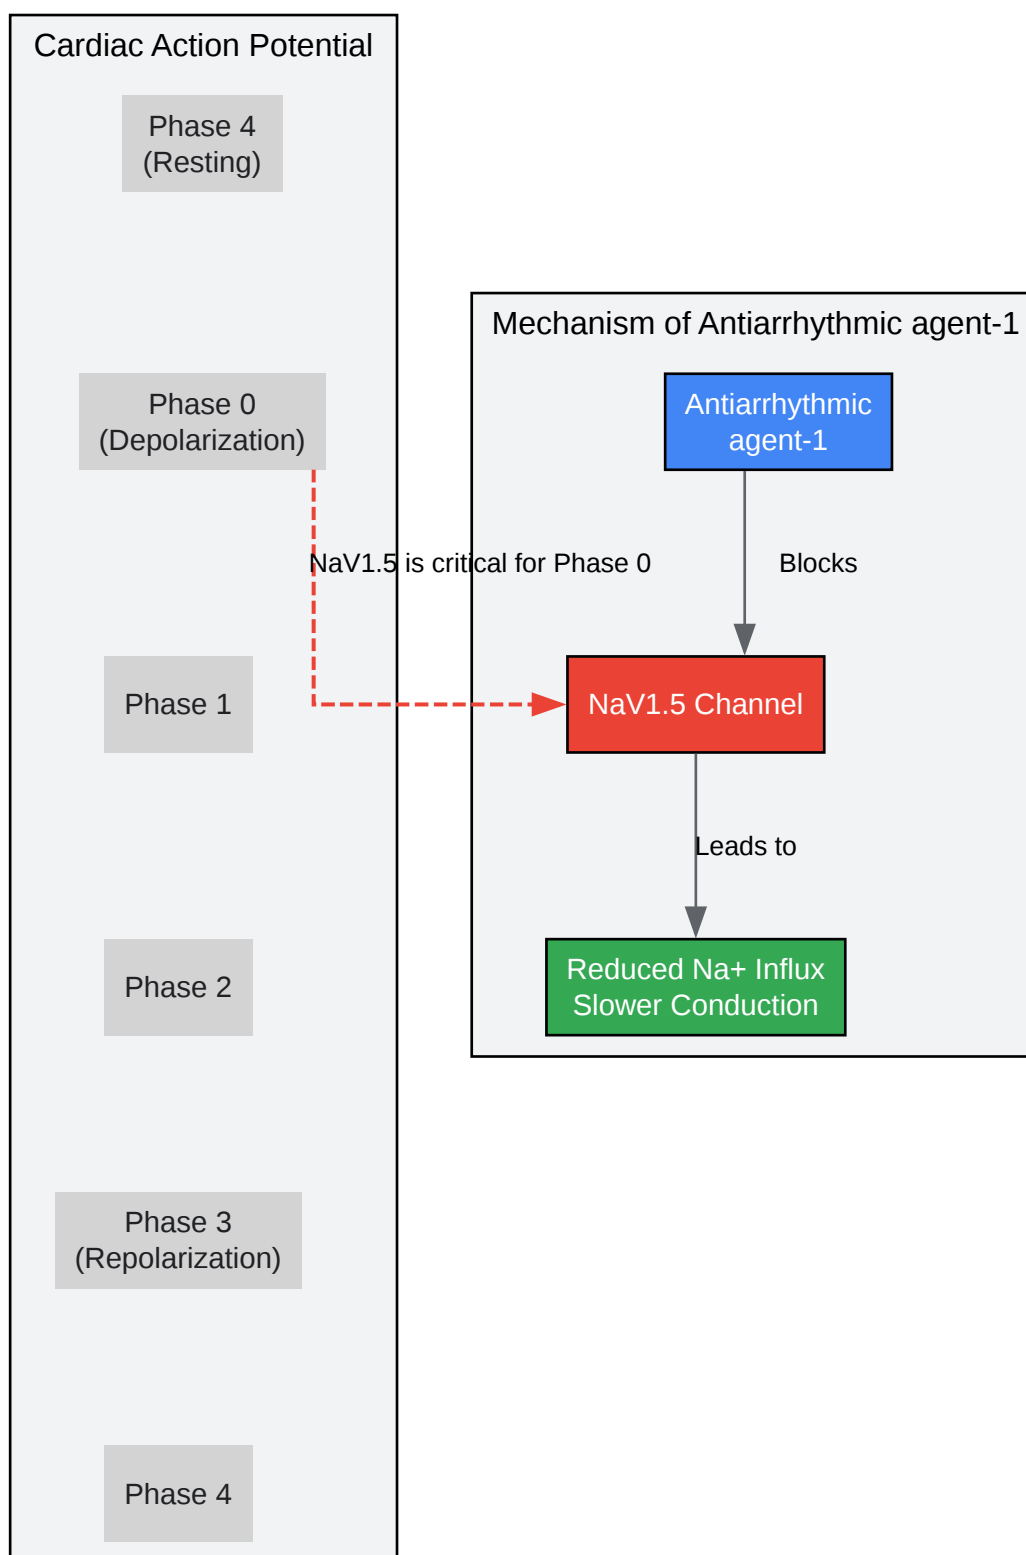 Cardiac Action Potential
Phase 4
(Resting)
Phase 0
(Depolarization)
Phase 1
Phase 2
Phase 3
(Repolarization)
Phase 4
NaV1.5 is critical for Phase 0
Mechanism of Antiarrhythmic agent-1
Antiarrhythmic
agent-1
Blocks
NaV1.5 Channel
Leads to
Reduced Na+ Influx
Slower Conduction